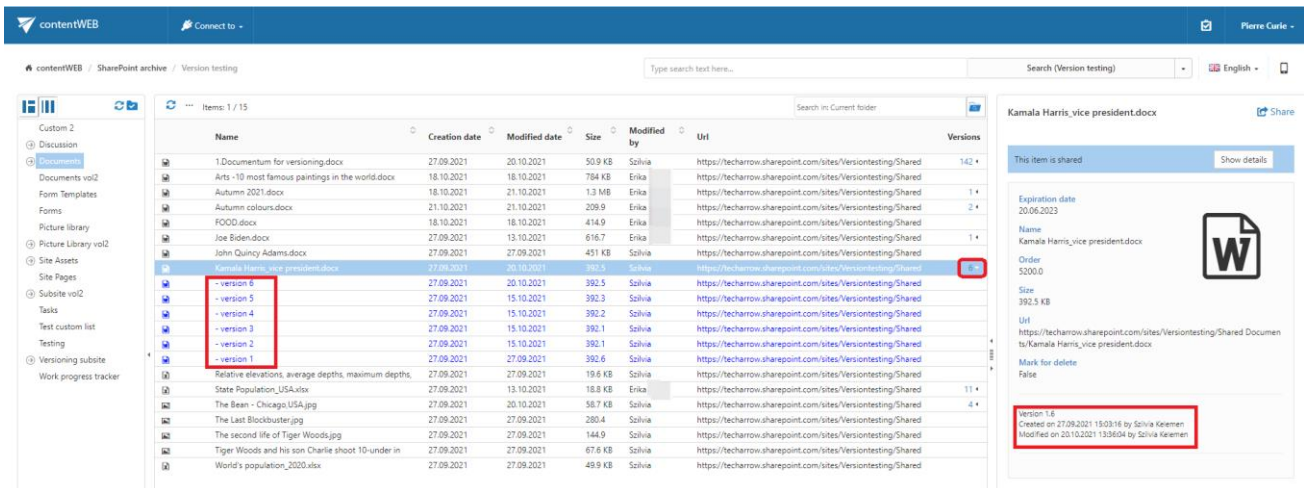 contentWEB
Connect to
Pierre Curie
contentWEB / SharePoint archive / Version testing
Type search text here...
Search (Version testing)
English
Custom 2
Discussion
Documents
Documents vol2
Form Templates
Forms
Picture library
Picture Library vol2
Site Assets
Site Pages
Subsite vol2
Tasks
Test custom list
Testing
Versioning subsite
Work progress tracker
Items: 1 / 15
Search in: Current folder
Name Creation date Modified date Size Modified by Url Versions
1.Documentum for versioning.docx 27.09.2021 20.10.2021 50.9 KB Szilvia https://techarrow.sharepoint.com/sites/Versiontesting/Shared 142
Arts -10 most famous paintings in the world.docx 18.10.2021 18.10.2021 784 KB Erika https://techarrow.sharepoint.com/sites/Versiontesting/Shared
Autumn 2021.docx 18.10.2021 21.10.2021 1.3 MB Erika https://techarrow.sharepoint.com/sites/Versiontesting/Shared 1
Autumn colours.docx 21.10.2021 21.10.2021 209.9 Erika https://techarrow.sharepoint.com/sites/Versiontesting/Shared 2
FOOD.docx 18.10.2021 18.10.2021 414.9 Erika https://techarrow.sharepoint.com/sites/Versiontesting/Shared
Joe Biden.docx 27.09.2021 13.10.2021 616.7 Erika https://techarrow.sharepoint.com/sites/Versiontesting/Shared 1
John Quincy Adams.docx 27.09.2021 27.09.2021 451 KB Szilvia https://techarrow.sharepoint.com/sites/Versiontesting/Shared
Kamala Harris_vice president.docx 27.09.2021 20.10.2021 392.5 Szilvia https://techarrow.sharepoint.com/sites/Versiontesting/Shared 6
- version 6 27.09.2021 20.10.2021 392.5 Szilvia https://techarrow.sharepoint.com/sites/Versiontesting/Shared
- version 5 27.09.2021 15.10.2021 392.3 Szilvia https://techarrow.sharepoint.com/sites/Versiontesting/Shared
- version 4 27.09.2021 15.10.2021 392.2 Szilvia https://techarrow.sharepoint.com/sites/Versiontesting/Shared
- version 3 27.09.2021 15.10.2021 392.1 Szilvia https://techarrow.sharepoint.com/sites/Versiontesting/Shared
- version 2 27.09.2021 15.10.2021 392.1 Szilvia https://techarrow.sharepoint.com/sites/Versiontesting/Shared
- version 1 27.09.2021 27.09.2021 392.6 Szilvia https://techarrow.sharepoint.com/sites/Versiontesting/Shared
Relative elevations, average depths, maximum depths, 27.09.2021 27.09.2021 19.6 KB Szilvia https://techarrow.sharepoint.com/sites/Versiontesting/Shared
State Population_USA.xlsx 27.09.2021 13.10.2021 18.8 KB Erika https://techarrow.sharepoint.com/sites/Versiontesting/Shared 11
The Bean - Chicago,USA.jpg 27.09.2021 20.10.2021 58.7 KB Szilvia https://techarrow.sharepoint.com/sites/Versiontesting/Shared 4
The Last Blockbuster.jpg 27.09.2021 27.09.2021 280.4 Szilvia https://techarrow.sharepoint.com/sites/Versiontesting/Shared
The second life of Tiger Woods.jpg 27.09.2021 27.09.2021 144.9 Szilvia https://techarrow.sharepoint.com/sites/Versiontesting/Shared
Tiger Woods and his son Charlie shoot 10-under in 27.09.2021 27.09.2021 67.6 KB Szilvia https://techarrow.sharepoint.com/sites/Versiontesting/Shared
World's population_2020.xlsx 27.09.2021 27.09.2021 49.9 KB Szilvia https://techarrow.sharepoint.com/sites/Versiontesting/Shared
Kamala Harris_vice president.docx
Share
This item is shared
Show details
Expiration date
20.06.2023
Name
Kamala Harris_vice president.docx
Order
5200.0
Size
392.5 KB
Url
https://techarrow.sharepoint.com/sites/Versiontesting/Shared Documen
ts/Kamala Harris_vice president.docx
Mark for delete
False
W
Version 1.6
Created on 27.09.2021 15:03:16 by Szilvia Kelemen
Modified on 20.10.2021 13:36:04 by Szilvia Kelemen